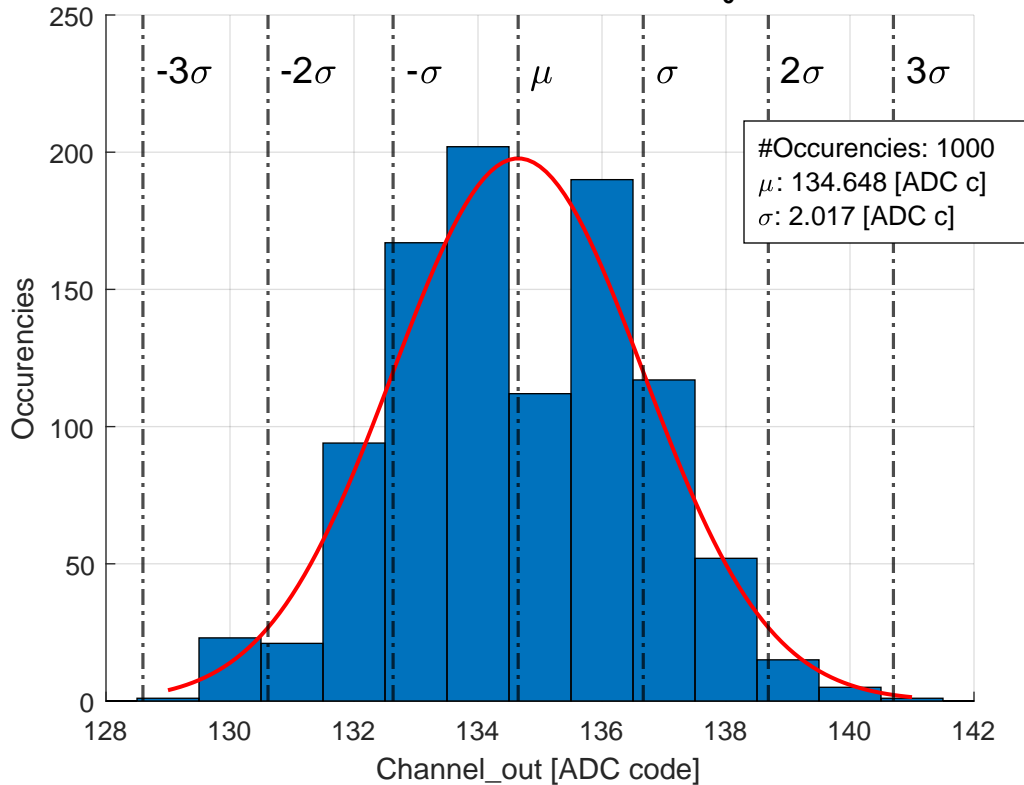 250
200
150
100
50
0
-3σ
-2σ
-σ
μ
σ
2σ
3σ
#Occurencies: 1000
μ: 134.648 [ADC c]
σ: 2.017 [ADC c]
Occurencies
128
130
132
134
136
138
140
142
Channel_out [ADC code]